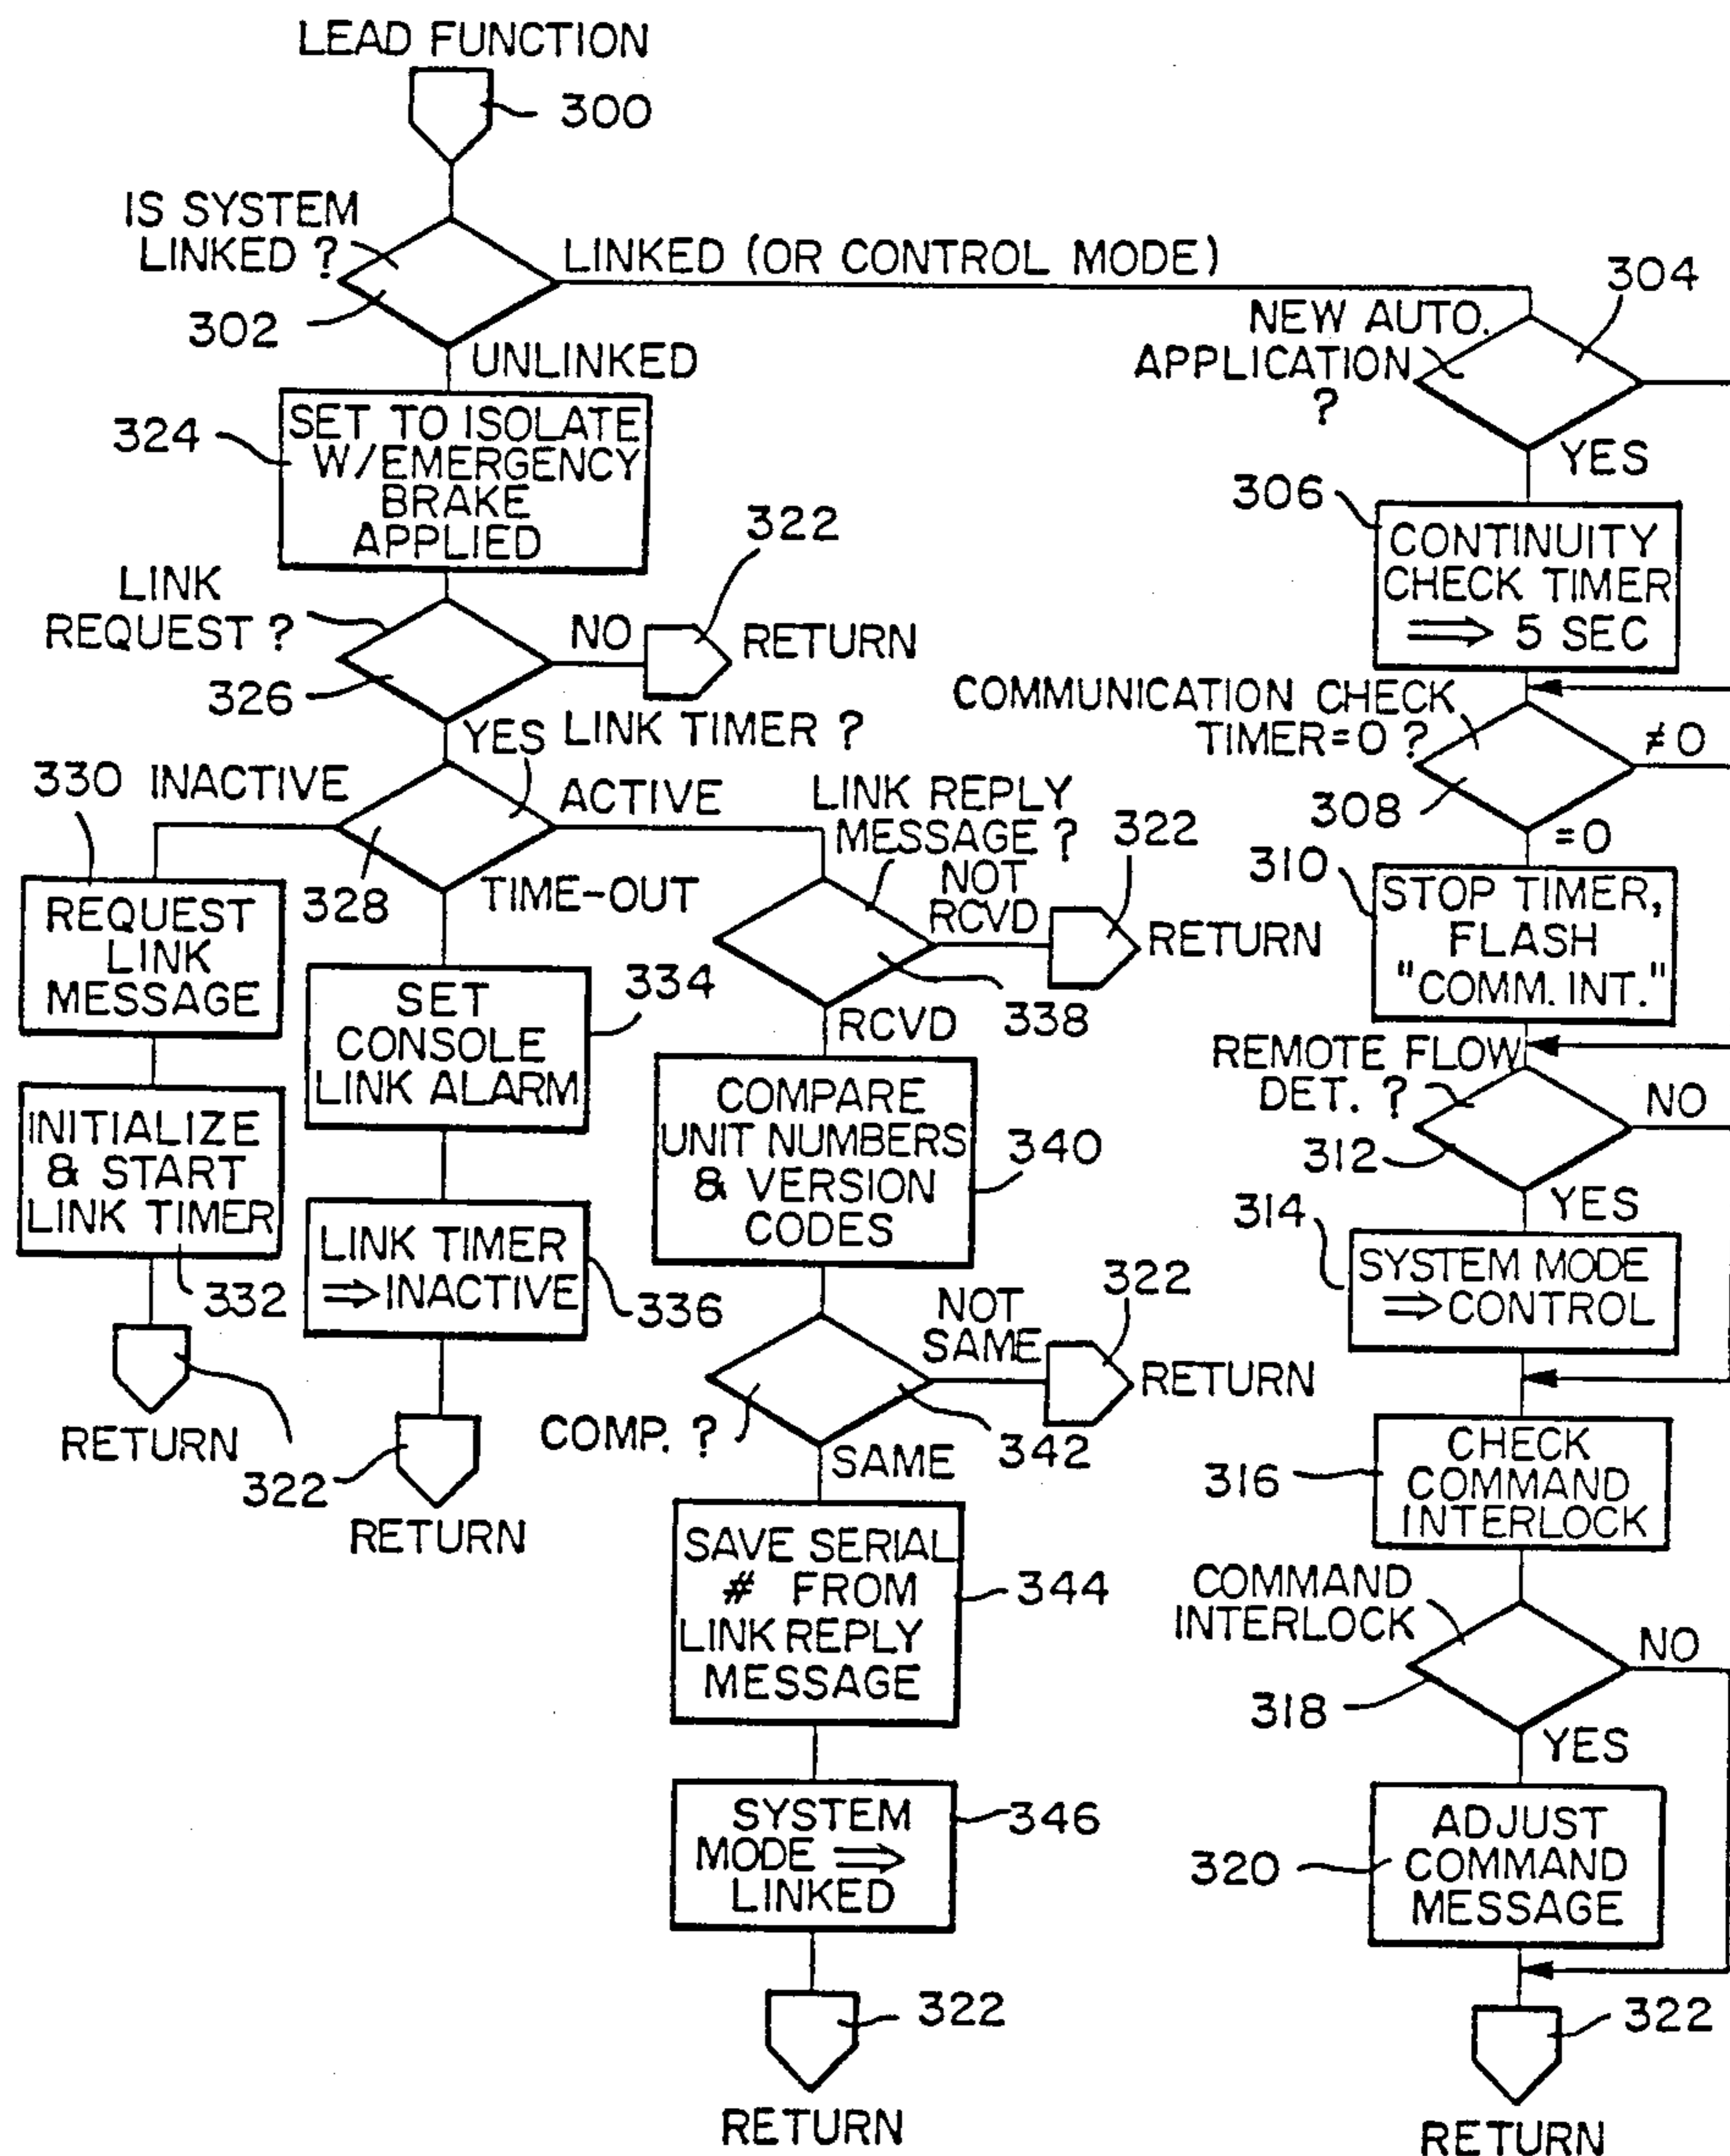 LEAD FUNCTION
300
IS SYSTEM
LINKED ?
302
LINKED (OR CONTROL MODE)
UNLINKED
324
SET TO ISOLATE
W/EMERGENCY
BRAKE
APPLIED
LINK
REQUEST ?
326
NO
322
RETURN
YES
LINK TIMER ?
330
INACTIVE
328
ACTIVE
TIME-OUT
REQUEST
LINK
MESSAGE
INITIALIZE
& START
LINK TIMER
332
RETURN
SET
CONSOLE
LINK ALARM
334
LINK TIMER
⇒INACTIVE
336
322
RETURN
LINK REPLY
MESSAGE ?
NOT
RCVD
322
RETURN
338
RCVD
COMPARE
UNIT NUMBERS
& VERSION
CODES
340
COMP. ?
342
NOT
SAME
322
RETURN
SAME
SAVE SERIAL
# FROM
LINK REPLY
MESSAGE
344
SYSTEM
MODE ⇒
LINKED
346
322
RETURN
304
NEW AUTO.
APPLICATION
?
YES
306
CONTINUITY
CHECK TIMER
⇒ 5 SEC
COMMUNICATION CHECK
TIMER=0 ?
≠0
308
=0
310
STOP TIMER,
FLASH
"COMM. INT."
REMOTE FLOW
DET. ?
NO
312
YES
314
SYSTEM MODE
⇒CONTROL
316
CHECK
COMMAND
INTERLOCK
COMMAND
INTERLOCK
NO
318
YES
320
ADJUST
COMMAND
MESSAGE
322
RETURN